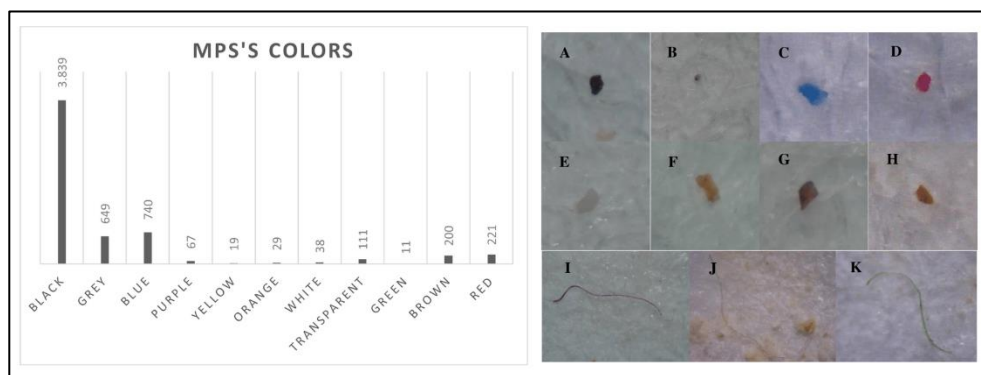 MPS'S COLORS
3.839
649
740
67
19
29
38
111
11
200
221
BLACK
GREY
BLUE
PURPLE
YELLOW
ORANGE
WHITE
TRANSPARENT
GREEN
BROWN
RED
A B C D
E F G H
I J K